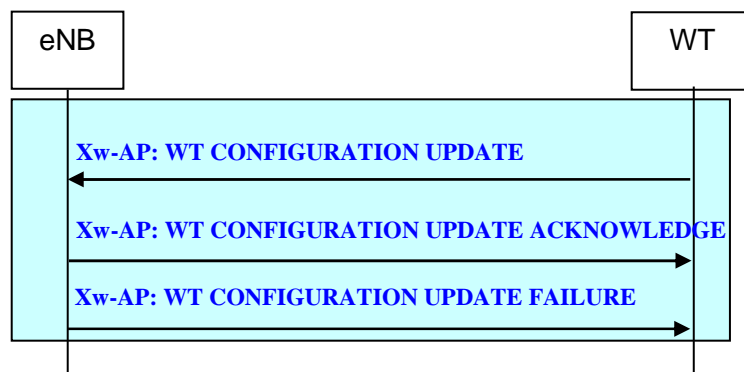 eNB
WT
Xw-AP: WT CONFIGURATION UPDATE
Xw-AP: WT CONFIGURATION UPDATE ACKNOWLEDGE
Xw-AP: WT CONFIGURATION UPDATE FAILURE